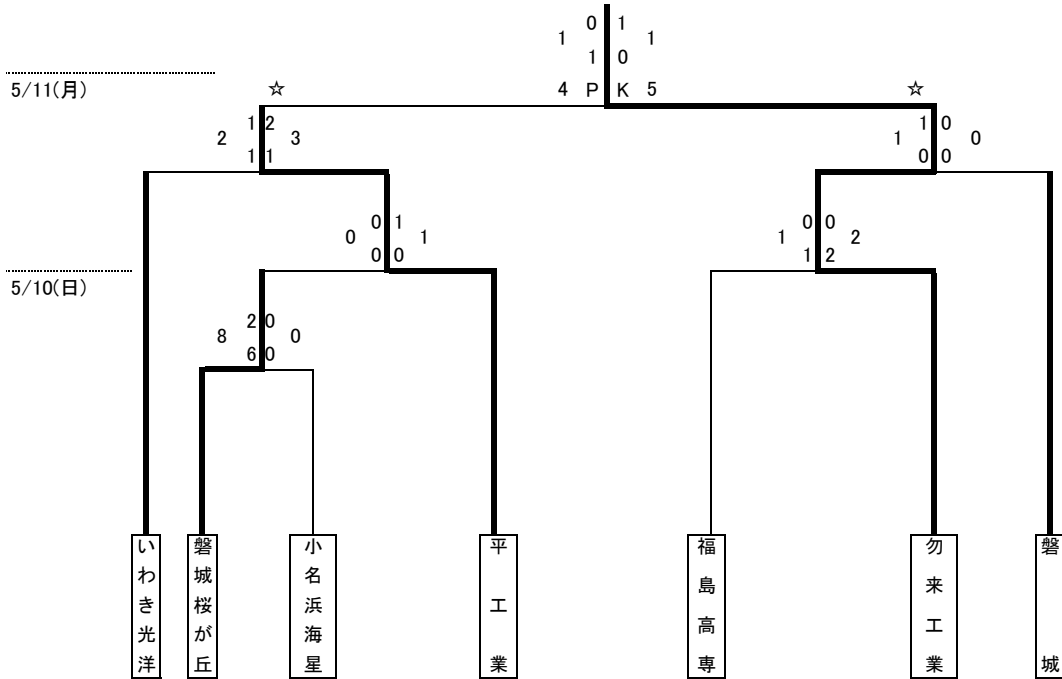 0 1
1 1
1 0
4 P K 5
5/11(月)
☆ ☆
1 2
2 3
1 1
1 0
1 0
0 0
0 1
0 1
0 0
0 0
1 2
1 2
5/10(日)
2 0
8 0
6 0
いわき光洋
磐城桜が丘
小名浜海星
平工業
福島高専
勿来工業
磐城